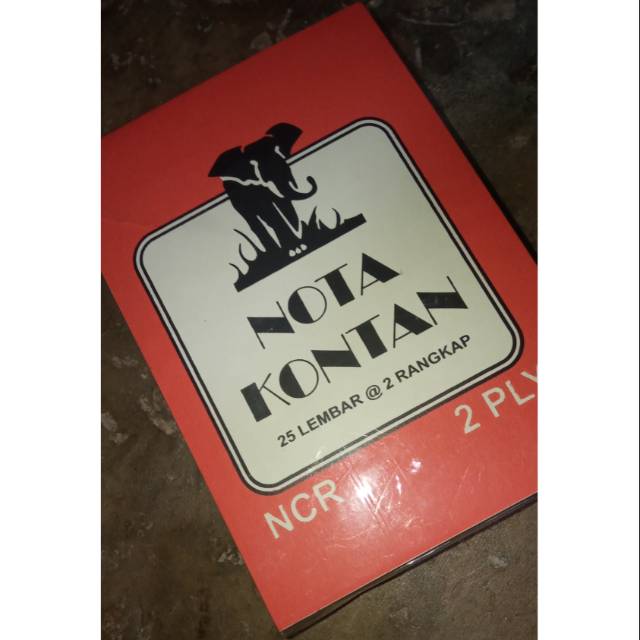 NOTA
KONTAN
25 LEMBAR @ 2 RANGKAP
NCR 2 PLY